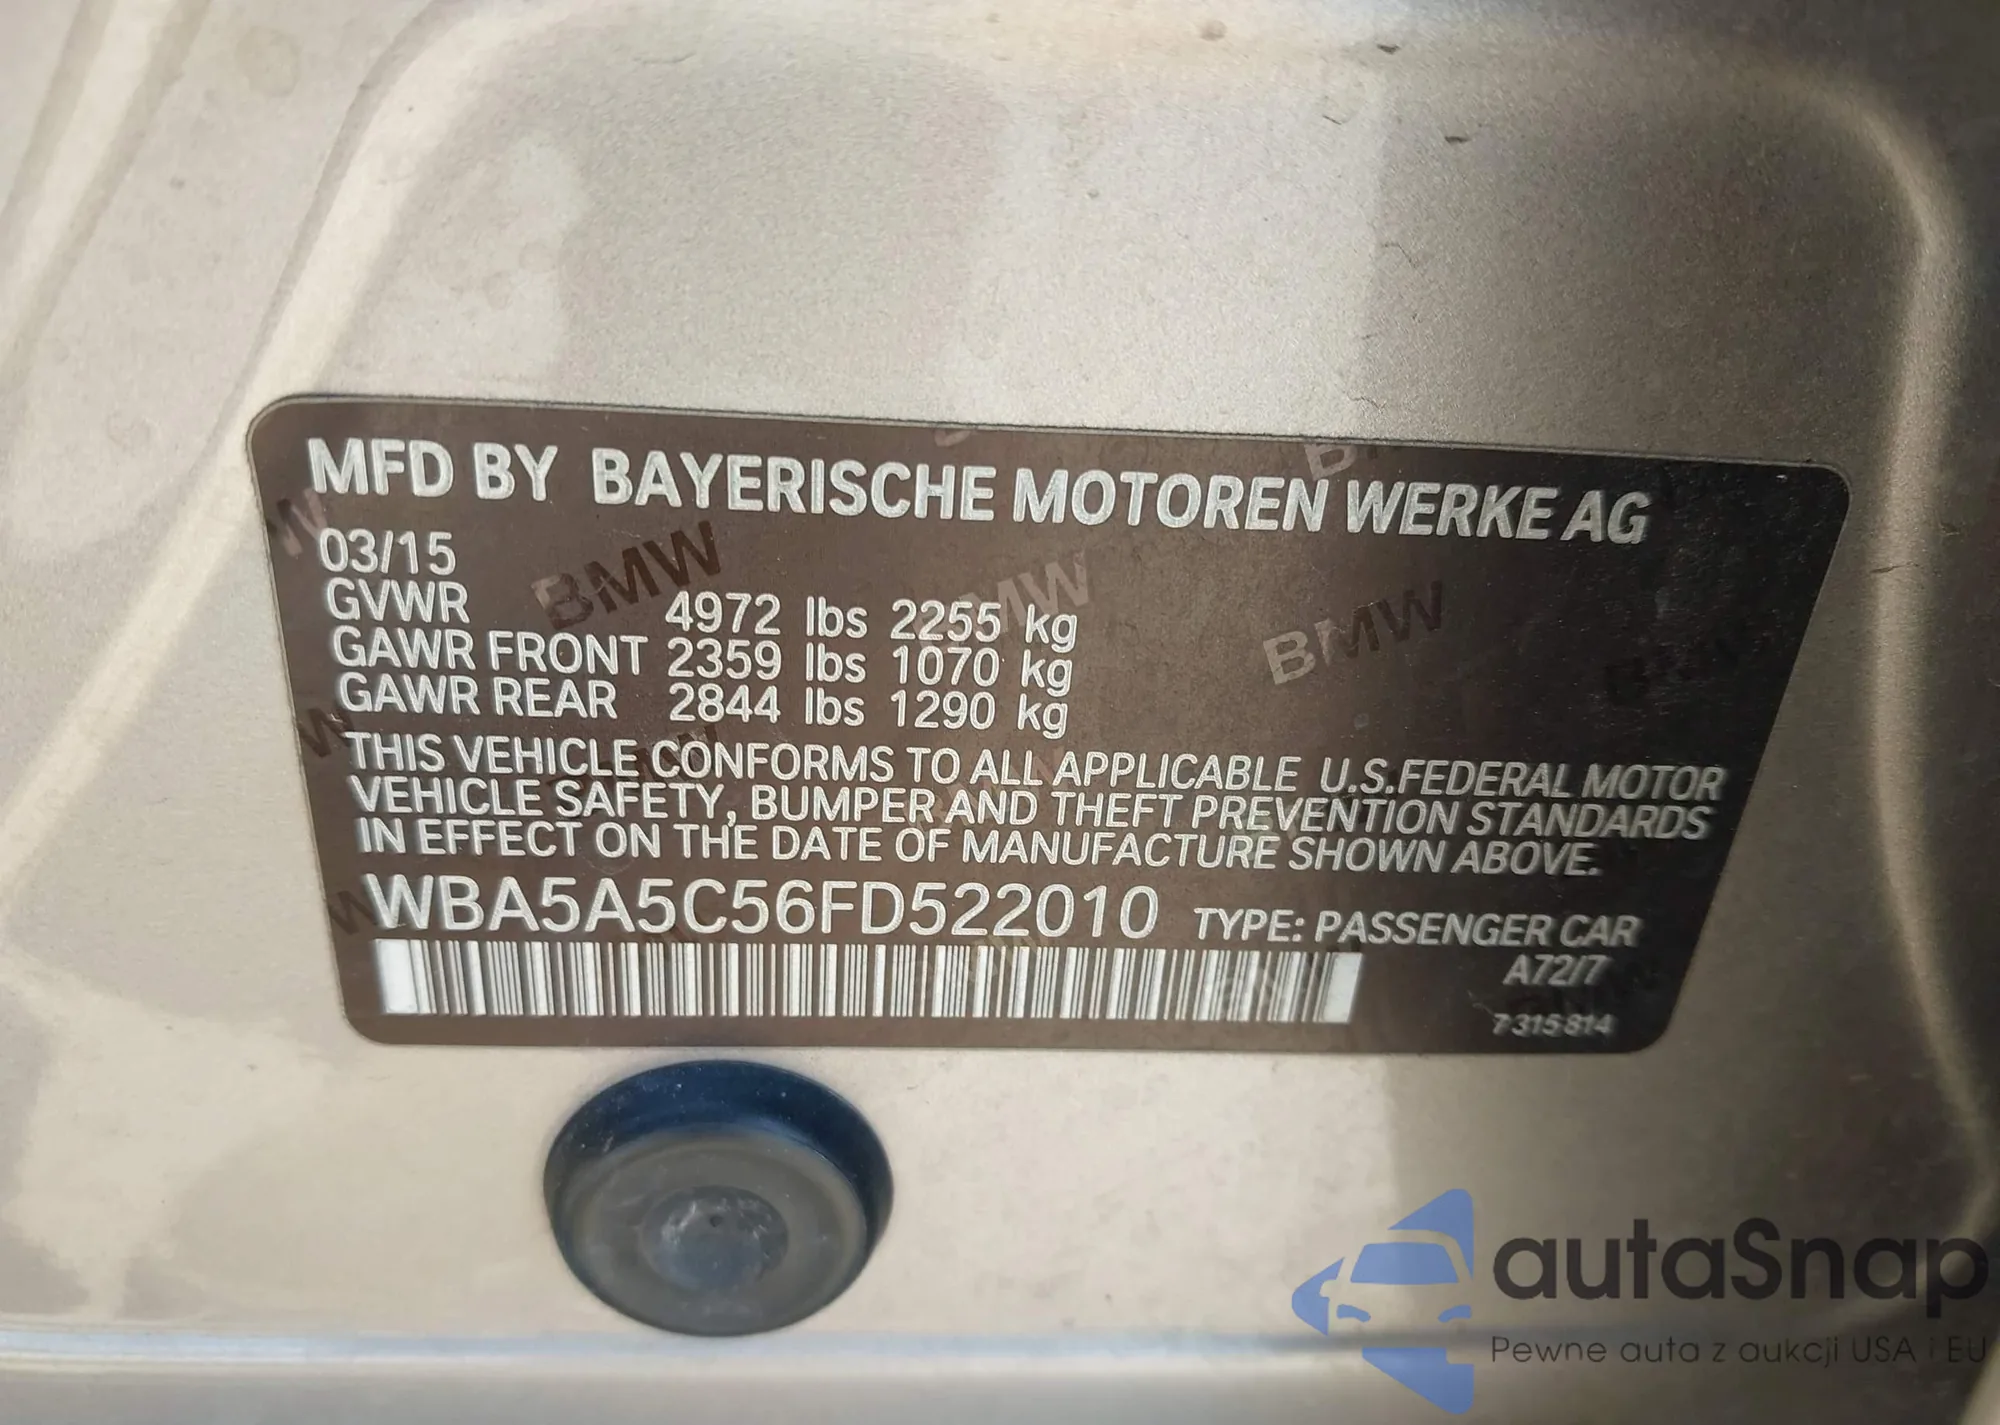 MFD BY BAYERISCHE MOTOREN WERKE AG
03/15
GVWR 4972 lbs 2255 kg
GAWR FRONT 2359 lbs 1070 kg
GAWR REAR 2844 lbs 1290 kg
THIS VEHICLE CONFORMS TO ALL APPLICABLE U.S.FEDERAL MOTOR
VEHICLE SAFETY, BUMPER AND THEFT PREVENTION STANDARDS
IN EFFECT ON THE DATE OF MANUFACTURE SHOWN ABOVE.
WBA5A5C56FD522010 TYPE: PASSENGER CAR
A72/7
7 315 814
BMW
BMW
autaSnap
Pewne auta z aukcji USA i EU